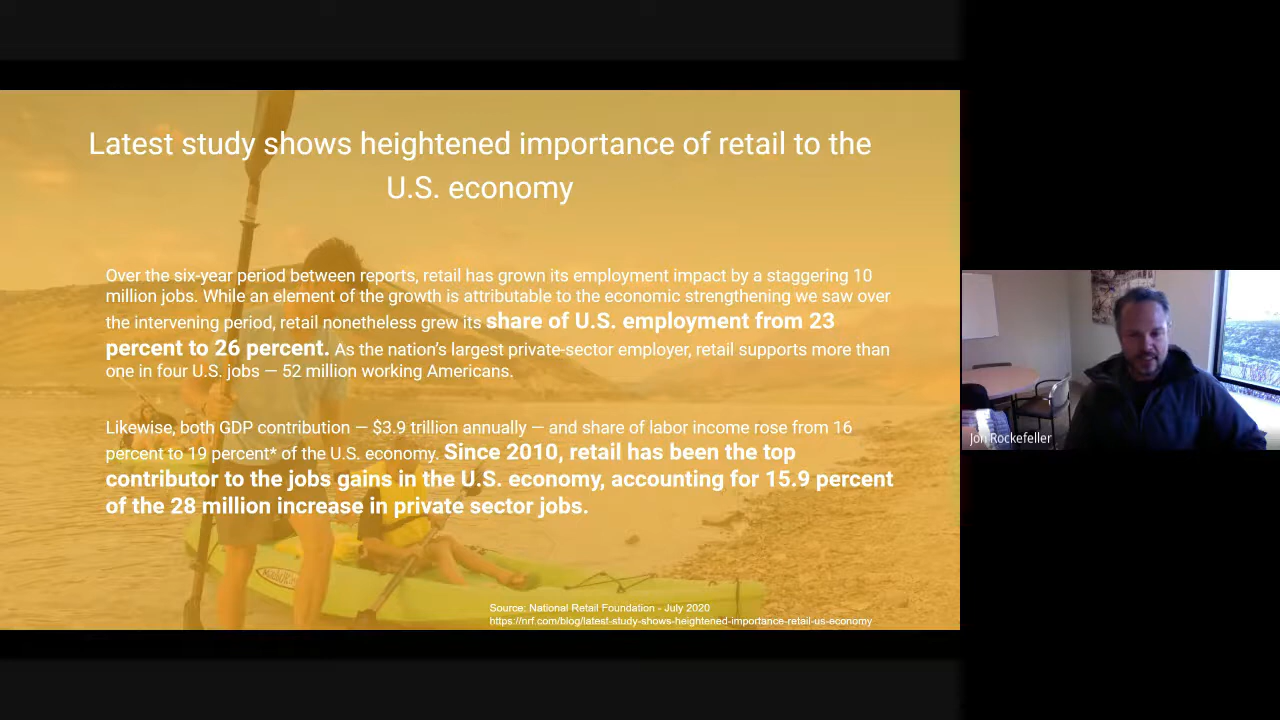 Latest study shows heightened importance of retail to the
U.S. economy
Over the six-year period between reports, retail has grown its employment impact by a staggering 10
million jobs. While an element of the growth is attributable to the economic strengthening we saw over
the intervening period, retail nonetheless grew its share of U.S. employment from 23
percent to 26 percent. As the nation's largest private-sector employer, retail supports more than
one in four U.S. jobs — 52 million working Americans.
Likewise, both GDP contribution — $3.9 trillion annually — and share of labor income rose from 16
percent to 19 percent* of the U.S. economy. Since 2010, retail has been the top
contributor to the jobs gains in the U.S. economy, accounting for 15.9 percent
of the 28 million increase in private sector jobs.
Source: National Retail Foundation - July 2020
https://nrf.com/blog/latest-study-shows-heightened-importance-retail-us-economy
Jon Rockefeller